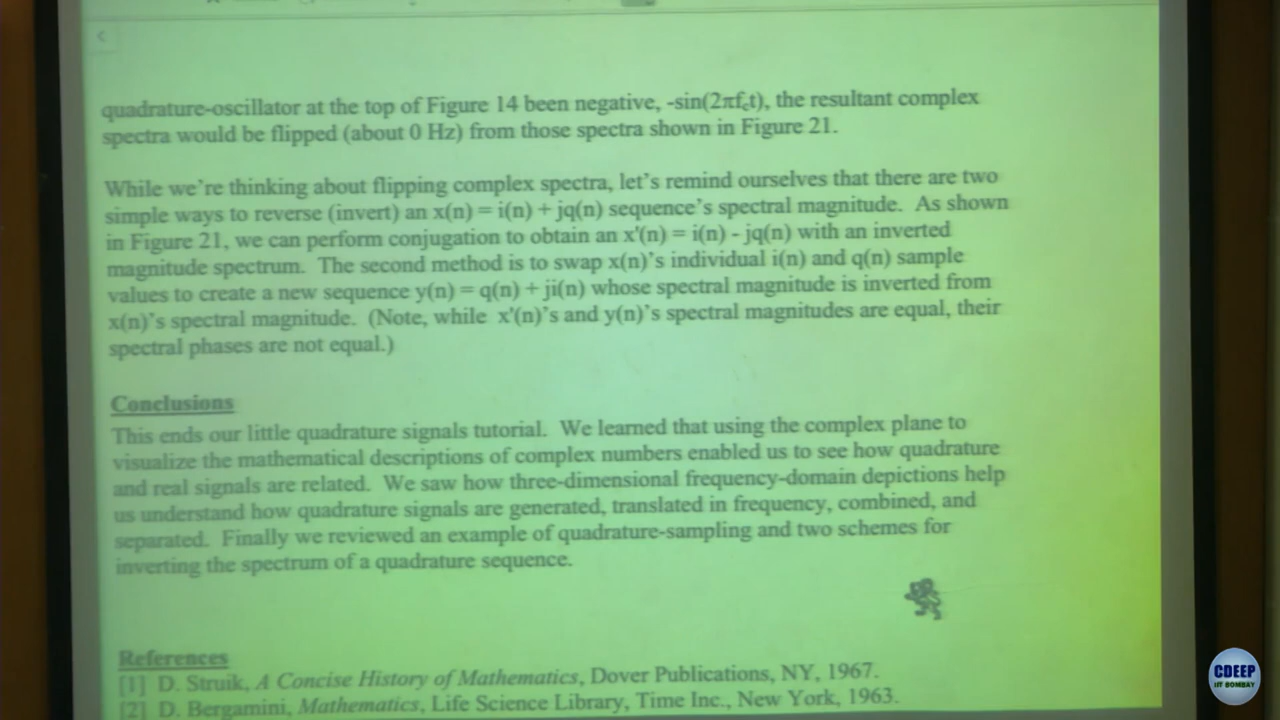 quadrature-oscillator at the top of Figure 14 been negative, -sin(2πfct), the resultant complex
spectra would be flipped (about 0 Hz) from those spectra shown in Figure 21.
While we're thinking about flipping complex spectra, let's remind ourselves that there are two
simple ways to reverse (invert) an x(n) = i(n) + jq(n) sequence's spectral magnitude.  As shown
in Figure 21, we can perform conjugation to obtain an x'(n) = i(n) - jq(n) with an inverted
magnitude spectrum.  The second method is to swap x(n)'s individual i(n) and q(n) sample
values to create a new sequence y(n) = q(n) + ji(n) whose spectral magnitude is inverted from
x(n)'s spectral magnitude.  (Note, while  x'(n)'s and y(n)'s spectral magnitudes are equal, their
spectral phases are not equal.)
Conclusions
This ends our little quadrature signals tutorial.  We learned that using the complex plane to
visualize the mathematical descriptions of complex numbers enabled us to see how quadrature
and real signals are related.  We saw how three-dimensional frequency-domain depictions help
us understand how quadrature signals are generated, translated in frequency, combined, and
separated.  Finally we reviewed an example of quadrature-sampling and two schemes for
inverting the spectrum of a quadrature sequence.
References
[1]  D. Struik, A Concise History of Mathematics, Dover Publications, NY, 1967.
[2]  D. Bergamini, Mathematics, Life Science Library, Time Inc., New York, 1963.
CDEEP
IIT BOMBAY